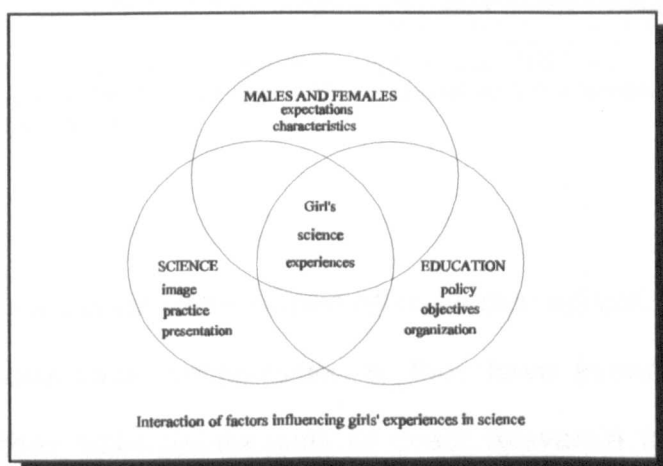 MALES AND FEMALES
expectations
characteristics
Girl's
science
experiences
SCIENCE
image
practice
presentation
EDUCATION
policy
objectives
organization
Interaction of factors influencing girls' experiences in science